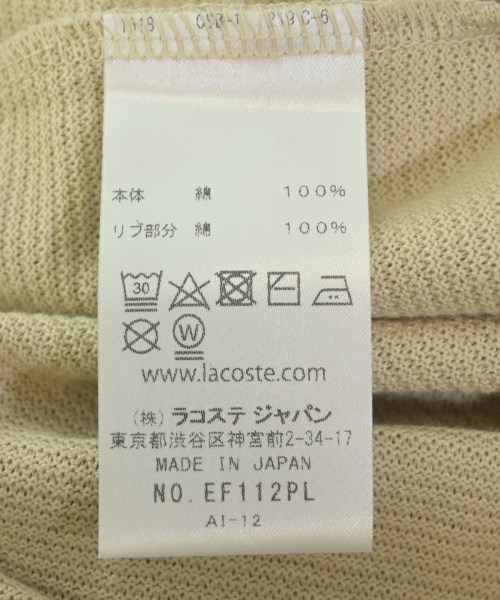 本体 綿 100%
リブ部分 綿 100%
30
W
www.lacoste.com
(株) ラコステ ジャパン
東京都渋谷区神宮前2-34-17
MADE IN JAPAN
NO. EF112PL
AI-12